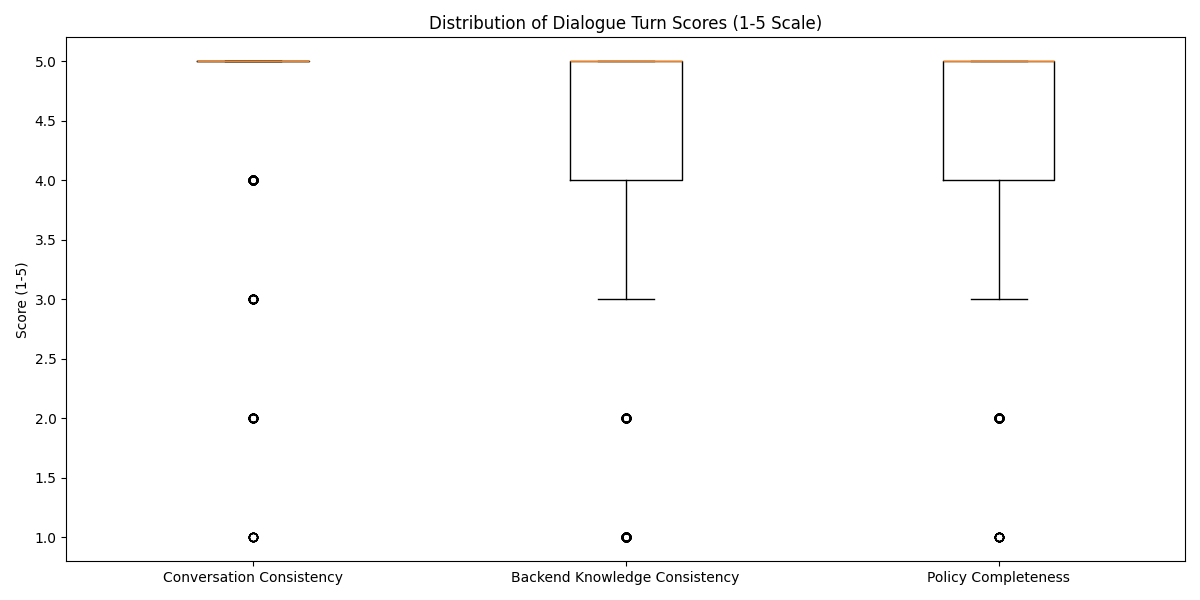 Distribution of Dialogue Turn Scores (1-5 Scale)
Score (1-5)
5.0
4.5
4.0
3.5
3.0
2.5
2.0
1.5
1.0
Conversation Consistency
Backend Knowledge Consistency
Policy Completeness